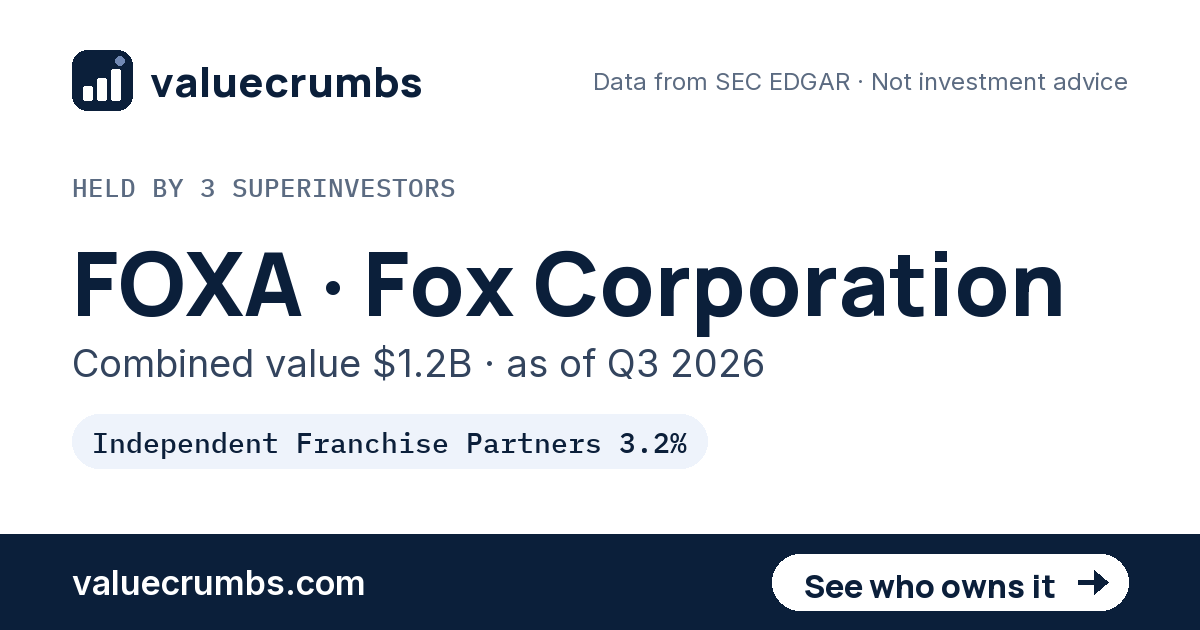 valuecrumbs
Data from SEC EDGAR · Not investment advice
HELD BY 3 SUPERINVESTORS
FOXA · Fox Corporation
Combined value $1.2B · as of Q3 2026
Independent Franchise Partners 3.2%
valuecrumbs.com
See who owns it →